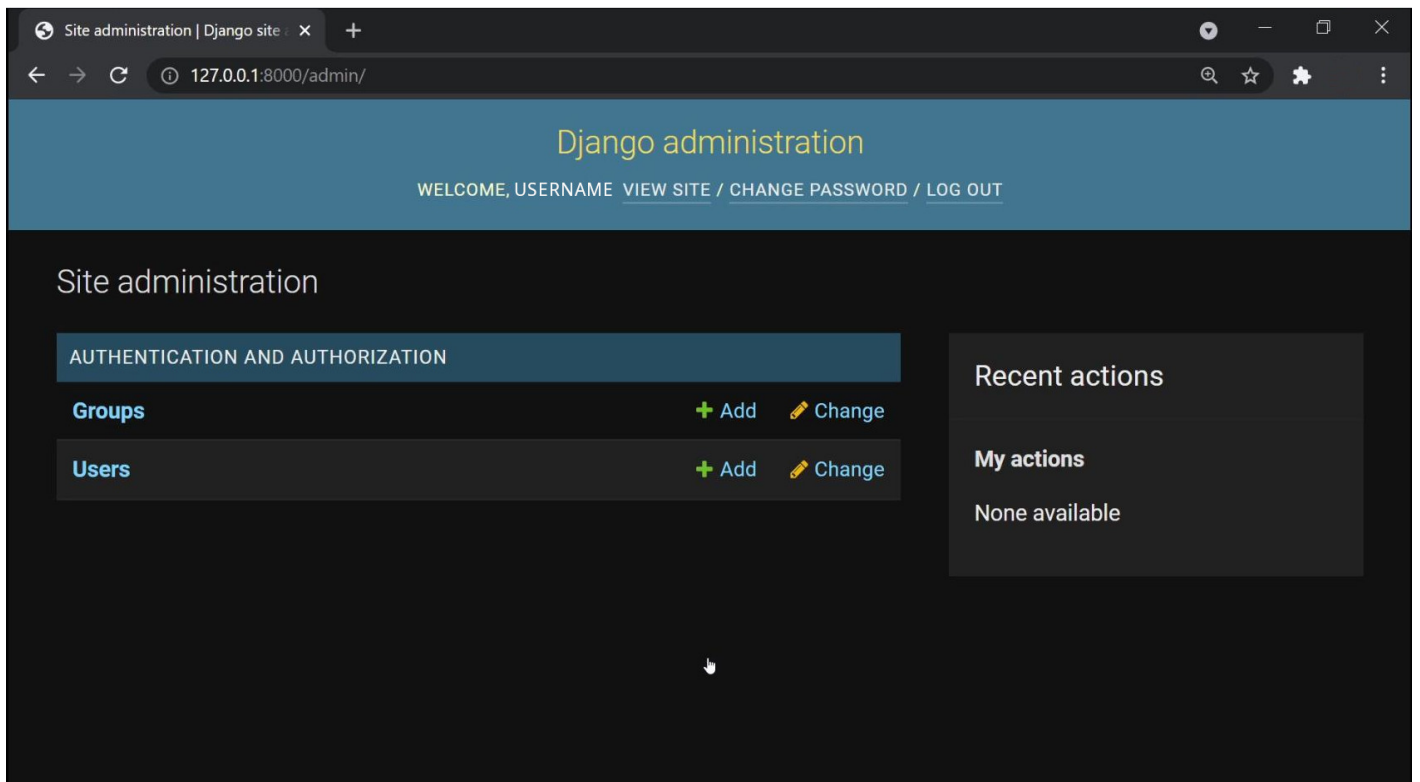 Site administration | Django site a
127.0.0.1:8000/admin/
Django administration
WELCOME, USERNAME VIEW SITE / CHANGE PASSWORD / LOG OUT
Site administration
AUTHENTICATION AND AUTHORIZATION
Groups Add Change
Users Add Change
Recent actions
My actions
None available